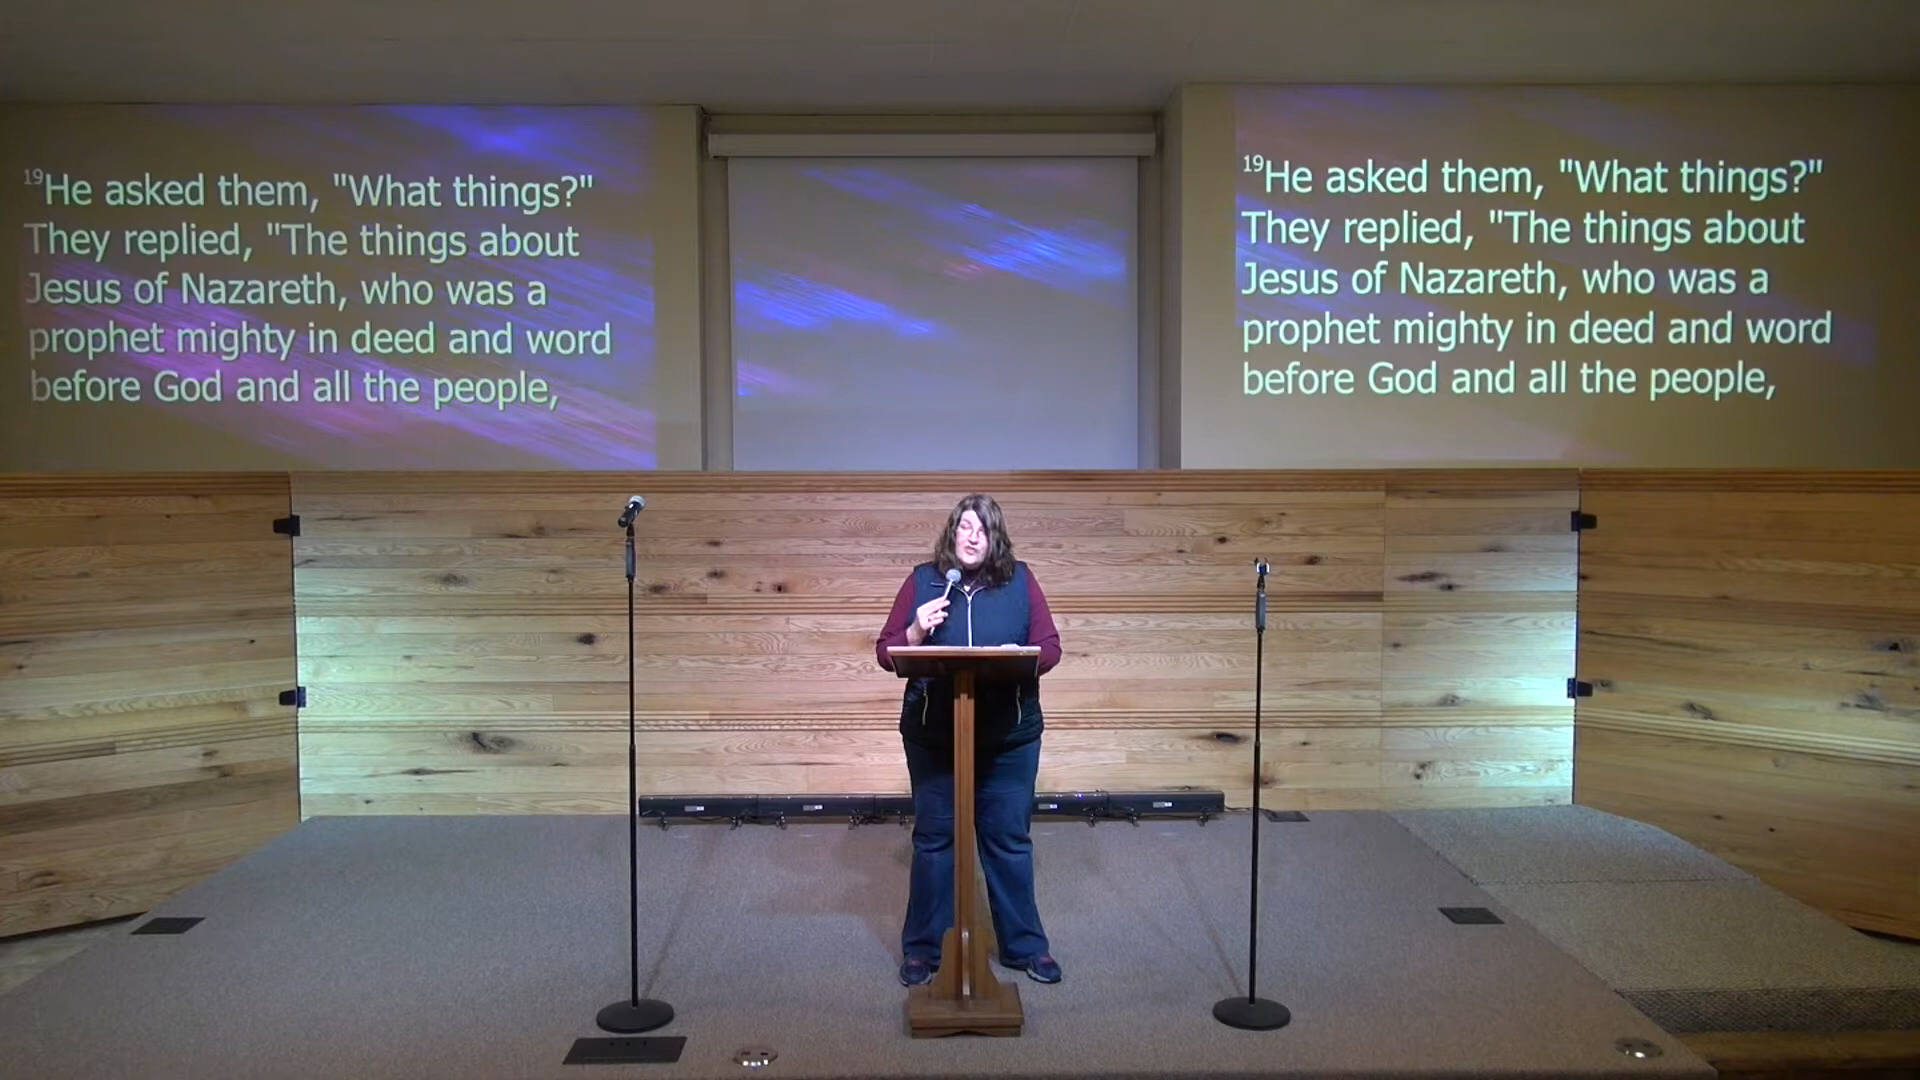 19He asked them, "What things?"
They replied, "The things about
Jesus of Nazareth, who was a
prophet mighty in deed and word
before God and all the people,
19He asked them, "What things?"
They replied, "The things about
Jesus of Nazareth, who was a
prophet mighty in deed and word
before God and all the people,